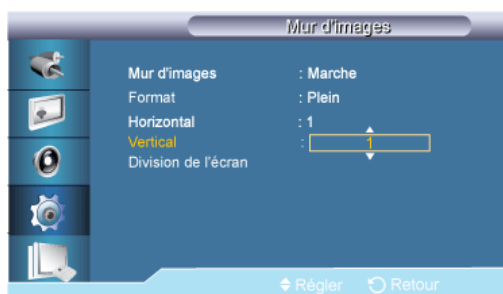 Mur d'images
Mur d'images : Marche
Format : Plein
Horizontal : 1
Vertical : 1
Division de l'écran
Régler Retour